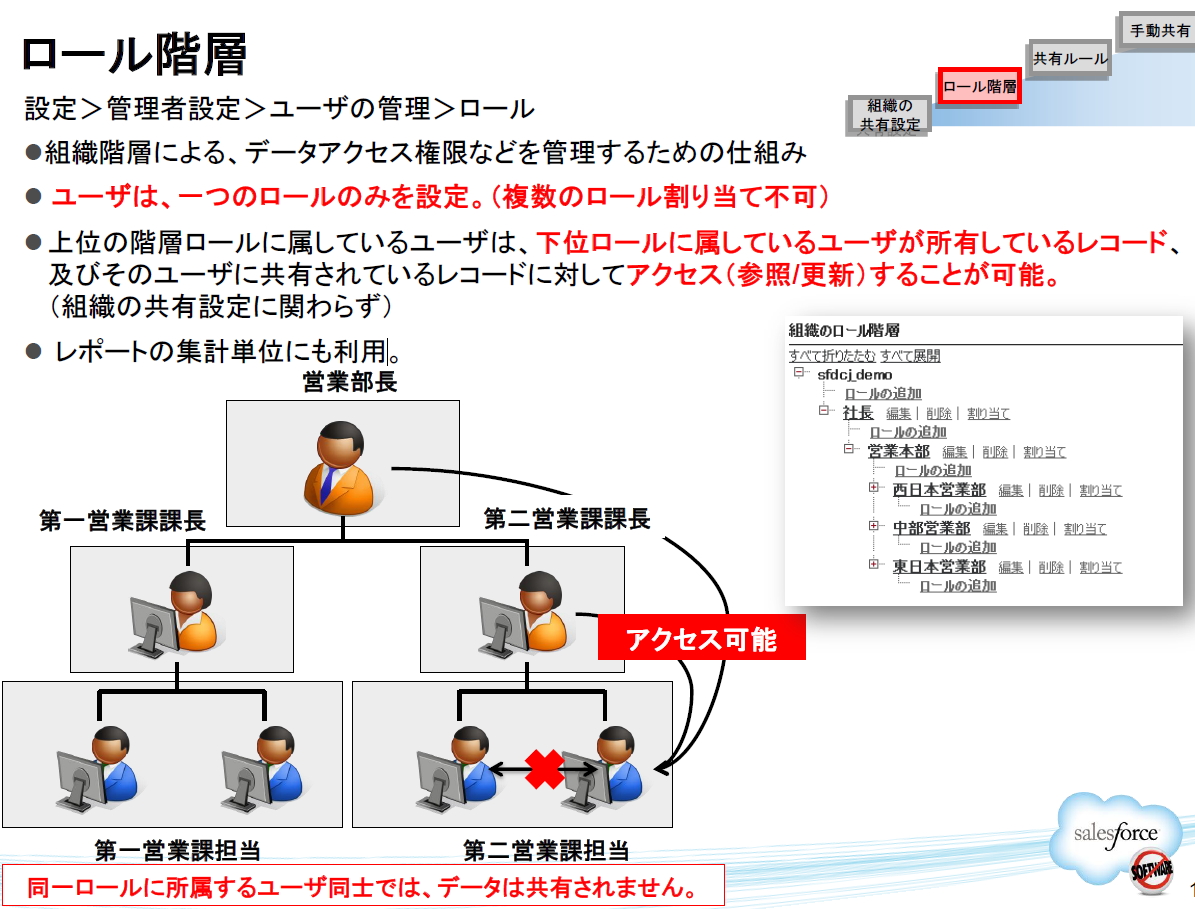 ロール階層
手動共有
共有ルール
ロール階層
組織の
共有設定
設定＞管理者設定＞ユーザの管理＞ロール
●組織階層による、データアクセス権限などを管理するための仕組み
● ユーザは、一つのロールのみを設定。（複数のロール割り当て不可）
● 上位の階層ロールに属しているユーザは、下位ロールに属しているユーザが所有しているレコード、
及びそのユーザに共有されているレコードに対してアクセス（参照/更新）することが可能。
（組織の共有設定に関わらず）
● レポートの集計単位にも利用。
組織のロール階層
すべて折りたたむ すべて展開
sfdcj_demo
ロールの追加
社長 編集 | 削除 | 割り当て
ロールの追加
営業本部 編集 | 削除 | 割り当て
ロールの追加
西日本営業部 編集 | 削除 | 割り当て
ロールの追加
中部営業部 編集 | 削除 | 割り当て
ロールの追加
東日本営業部 編集 | 削除 | 割り当て
ロールの追加
営業部長
第一営業課課長
第二営業課課長
アクセス可能
第一営業課担当
第二営業課担当
同一ロールに所属するユーザ同士では、データは共有されません。
salesforce
SOFTWARE